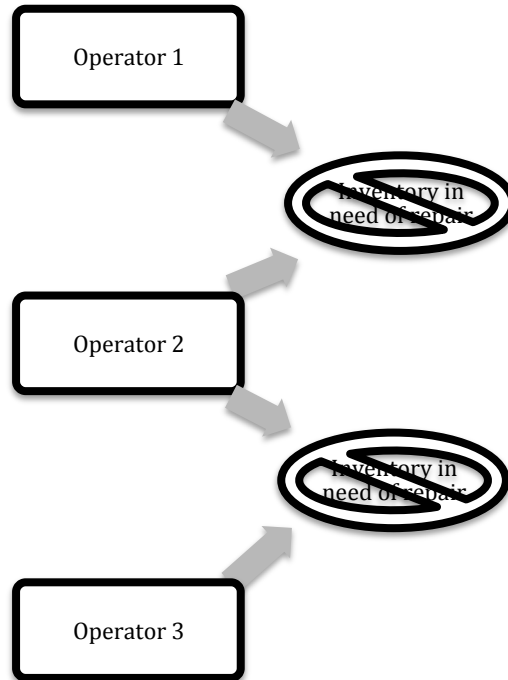 Operator 1
Inventory in
need of repair
Operator 2
Inventory in
need of repair
Operator 3